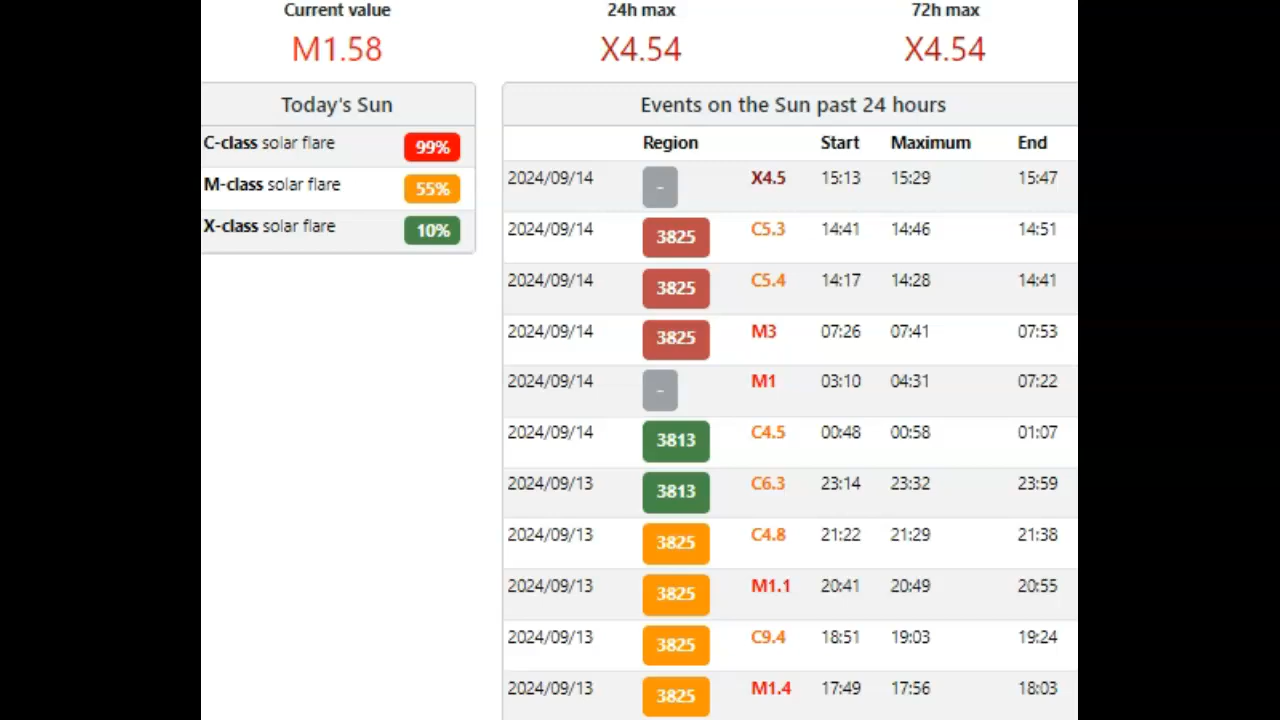 Current value 24h max 72h max
M1.58 X4.54 X4.54
Today's Sun
C-class solar flare 99%
M-class solar flare 55%
X-class solar flare 10%
Events on the Sun past 24 hours
Region Start Maximum End
2024/09/14 - X4.5 15:13 15:29 15:47
2024/09/14 3825 C5.3 14:41 14:46 14:51
2024/09/14 3825 C5.4 14:17 14:28 14:41
2024/09/14 3825 M3 07:26 07:41 07:53
2024/09/14 - M1 03:10 04:31 07:22
2024/09/14 3813 C4.5 00:48 00:58 01:07
2024/09/13 3813 C6.3 23:14 23:32 23:59
2024/09/13 3825 C4.8 21:22 21:29 21:38
2024/09/13 3825 M1.1 20:41 20:49 20:55
2024/09/13 3825 C9.4 18:51 19:03 19:24
2024/09/13 3825 M1.4 17:49 17:56 18:03